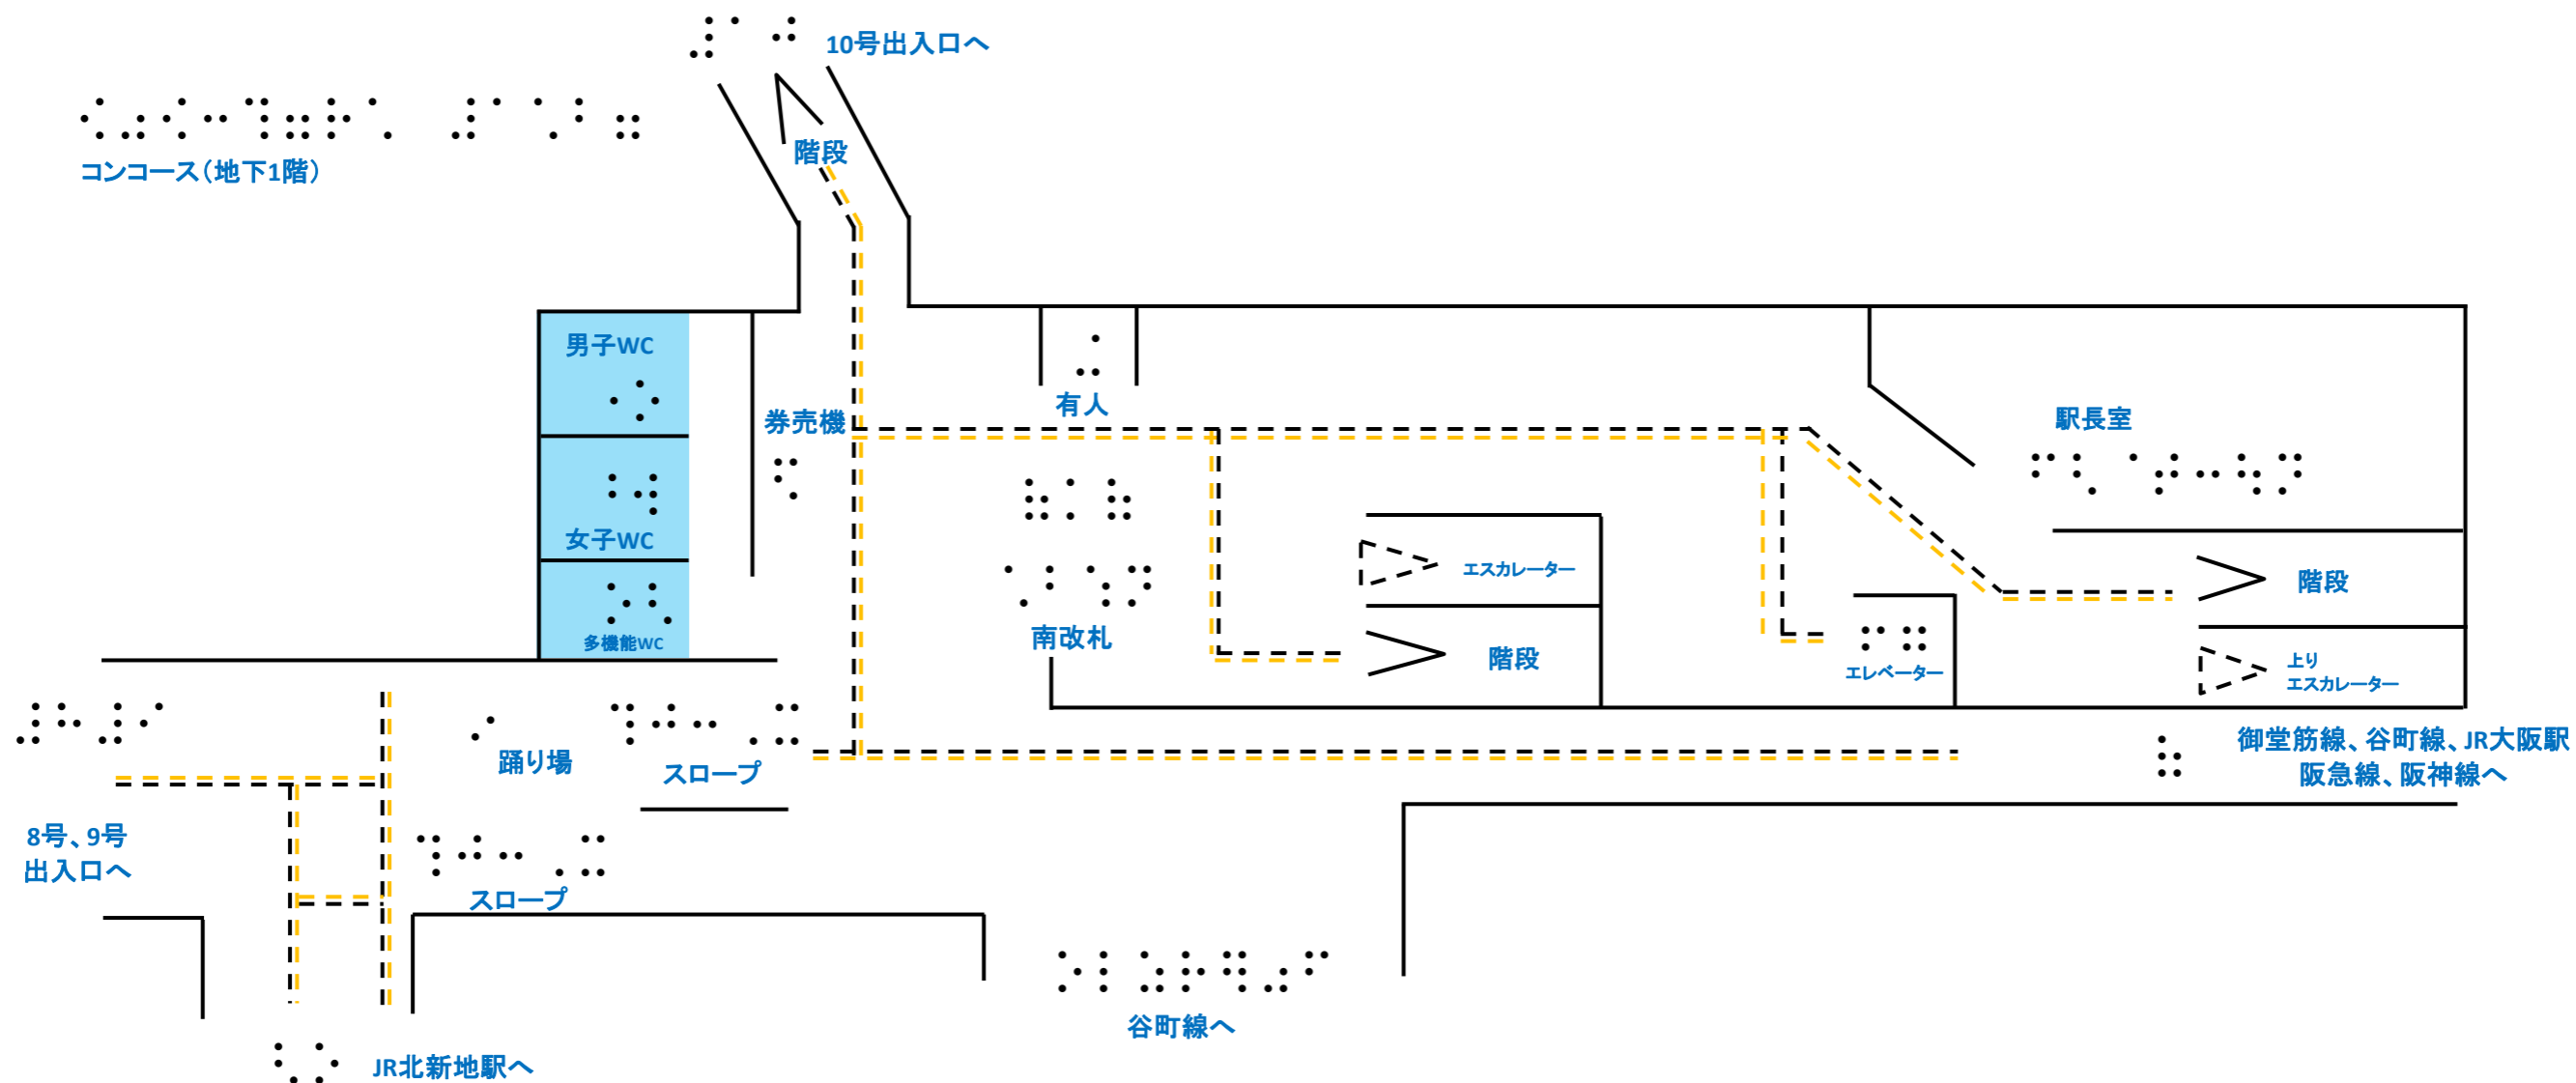 10号出入口へ
コンコース（地下1階）
階段
男子WC
券売機
有人
駅長室
女子WC
エスカレーター
階段
南改札
多機能WC
階段
エレベーター
上り
エスカレーター
踊り場
スロープ
御堂筋線、谷町線、JR大阪駅
阪急線、阪神線へ
8号、9号
出入口へ
スロープ
谷町線へ
JR北新地駅へ